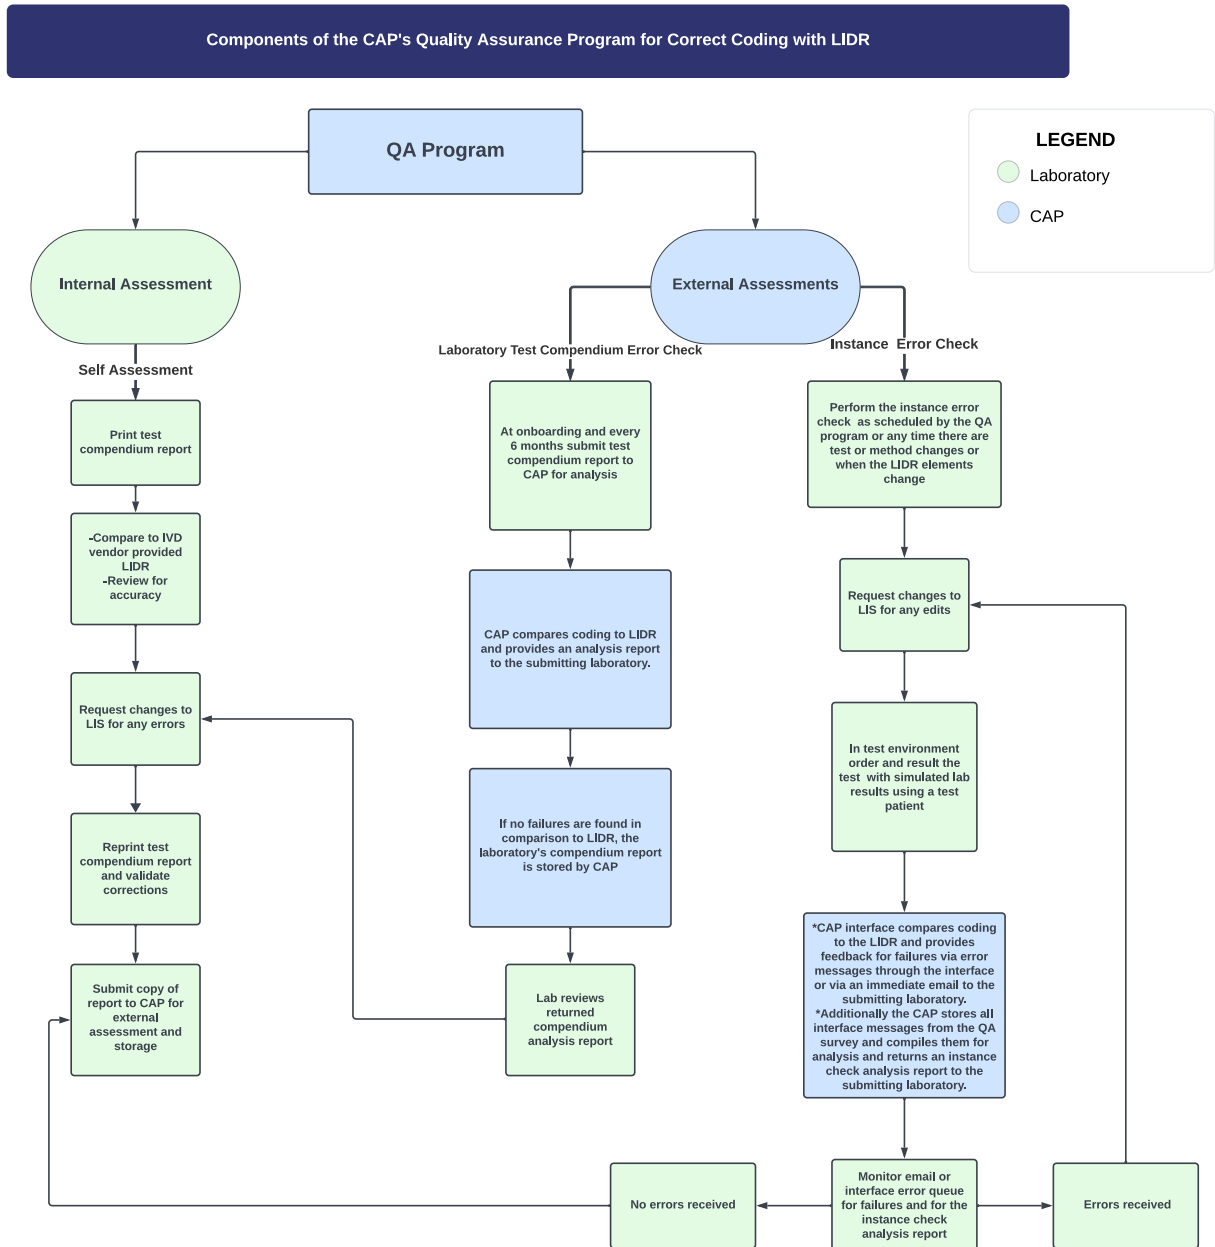 Components of the CAP's Quality Assurance Program for Correct Coding with LIDR
QA Program
LEGEND
Laboratory
CAP
Internal Assessment
External Assessments
Self Assessment
Laboratory Test Compendium Error Check
Instance Error Check
Print test
compendium report
-Compare to IVD
vendor provided
LIDR
-Review for
accuracy
Request changes to
LIS for any errors
Reprint test
compendium report
and validate
corrections
Submit copy of
report to CAP for
external
assessment and
storage
At onboarding and every
6 months submit test
compendium report to
CAP for analysis
CAP compares coding to LIDR
and provides an analysis report
to the submitting laboratory.
If no failures are found in
comparison to LIDR, the
laboratory's compendium report
is stored by CAP
Lab reviews
returned
compendium
analysis report
Perform the instance error
check as scheduled by the QA
program or any time there are
test or method changes or
when the LIDR elements
change
Request changes to
LIS for any edits
In test environment
order and result the
test with simulated lab
results using a test
patient
*CAP interface compares coding
to the LIDR and provides
feedback for failures via error
messages through the interface
or via an immediate email to the
submitting laboratory.
*Additionally the CAP stores all
interface messages from the QA
survey and compiles them for
analysis and returns an instance
check analysis report to the
submitting laboratory.
Monitor email or
interface error queue
for failures and for the
instance check
analysis report
No errors received
Errors received